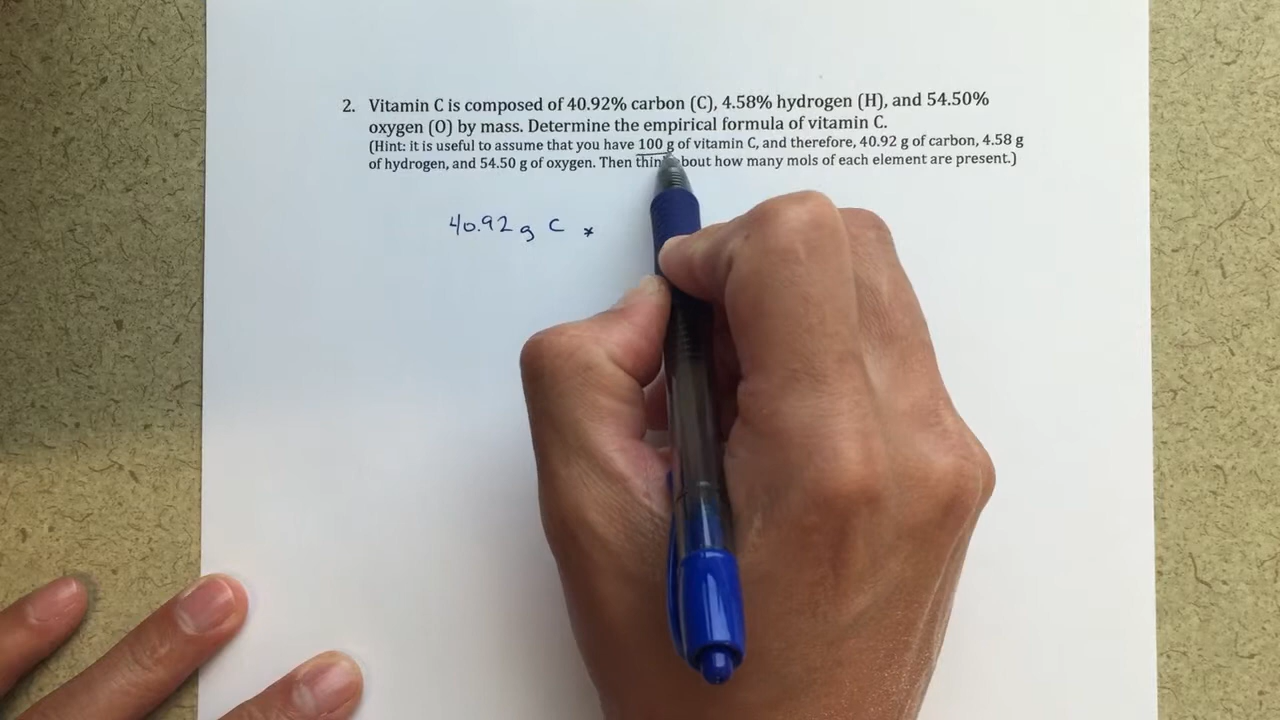 2. Vitamin C is composed of 40.92% carbon (C), 4.58% hydrogen (H), and 54.50%
oxygen (O) by mass. Determine the empirical formula of vitamin C.
(Hint: it is useful to assume that you have 100 g of vitamin C, and therefore, 40.92 g of carbon, 4.58 g
of hydrogen, and 54.50 g of oxygen. Then think about how many mols of each element are present.)
40.92 g C *